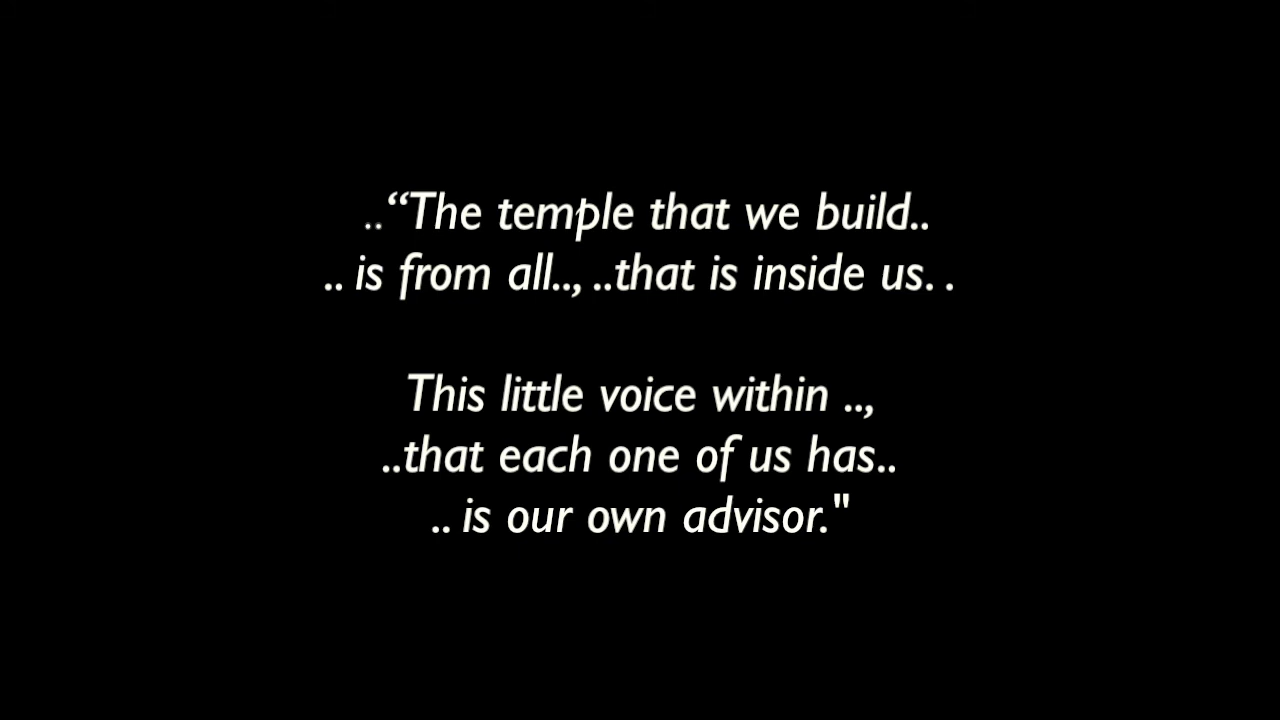 ..“The temple that we build..
.. is from all.., ..that is inside us. .
This little voice within ..,
..that each one of us has..
.. is our own advisor."